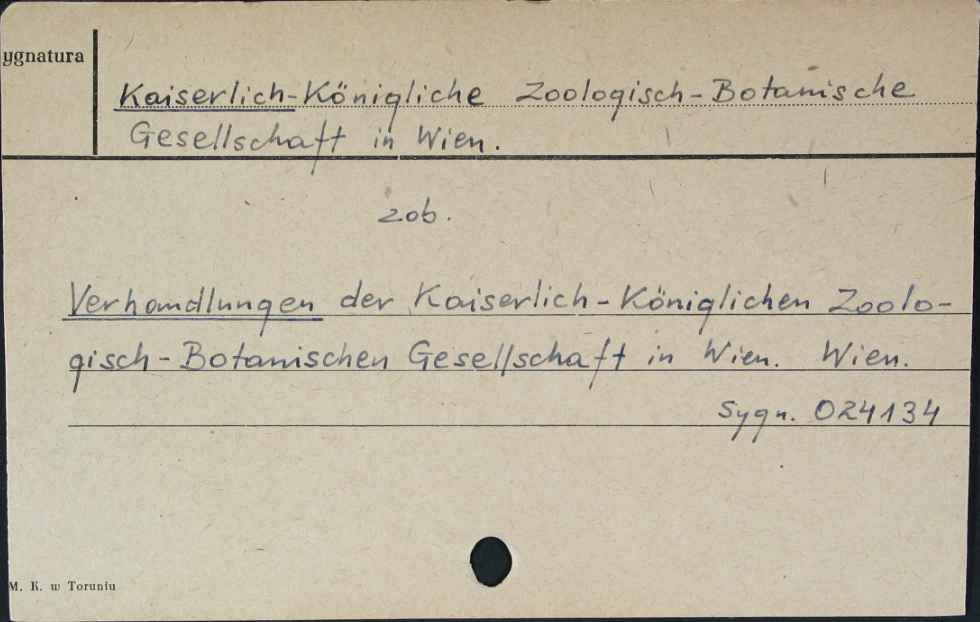 ygnatura
Kaiserlich-Königliche Zoologisch-Botanische
Gesellschaft in Wien.
zob.
Verhandlungen der Kaiserlich-Königlichen Zoolo-
gisch-Botanischen Gesellschaft in Wien. Wien.
Sygn. 024134
M. K. w Toruniu